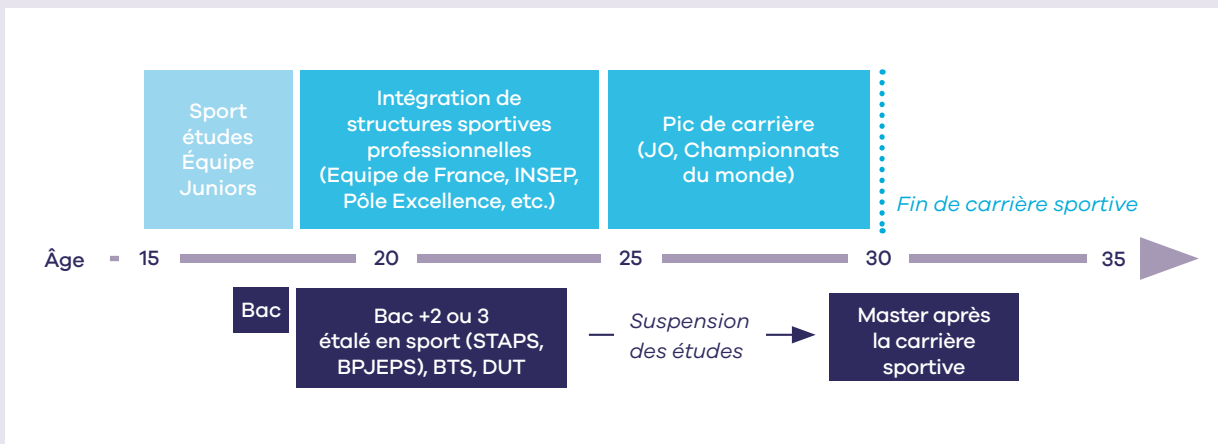 Sport
études
Équipe
Juniors
Intégration de
structures sportives
professionnelles
(Equipe de France, INSEP,
Pôle Excellence, etc.)
Pic de carrière
(JO, Championnats
du monde)
Fin de carrière sportive
Âge 15 20 25 30 35
Bac
Bac +2 ou 3
étalé en sport (STAPS,
BPJEPS), BTS, DUT
Suspension
des études
Master après
la carrière
sportive